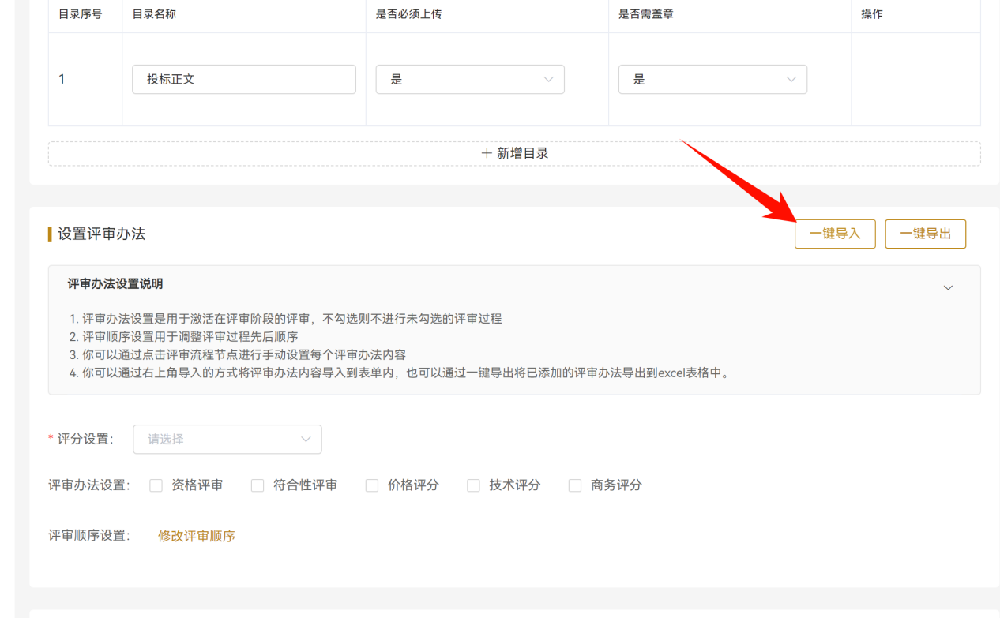 目录序号 目录名称 是否必须上传 是否需盖章 操作
1 投标正文 是 是
+ 新增目录
设置评审办法 一键导入 一键导出
评审办法设置说明
1. 评审办法设置是用于激活在评审阶段的评审，不勾选则不进行未勾选的评审过程
2. 评审顺序设置用于调整评审过程先后顺序
3. 你可以通过点击评审流程节点进行手动设置每个评审办法内容
4. 你可以通过右上角导入的方式将评审办法内容导入到表单内，也可以通过一键导出将已添加的评审办法导出到excel表格中。
* 评分设置： 请选择
评审办法设置： 资格评审 符合性评审 价格评分 技术评分 商务评分
评审顺序设置： 修改评审顺序